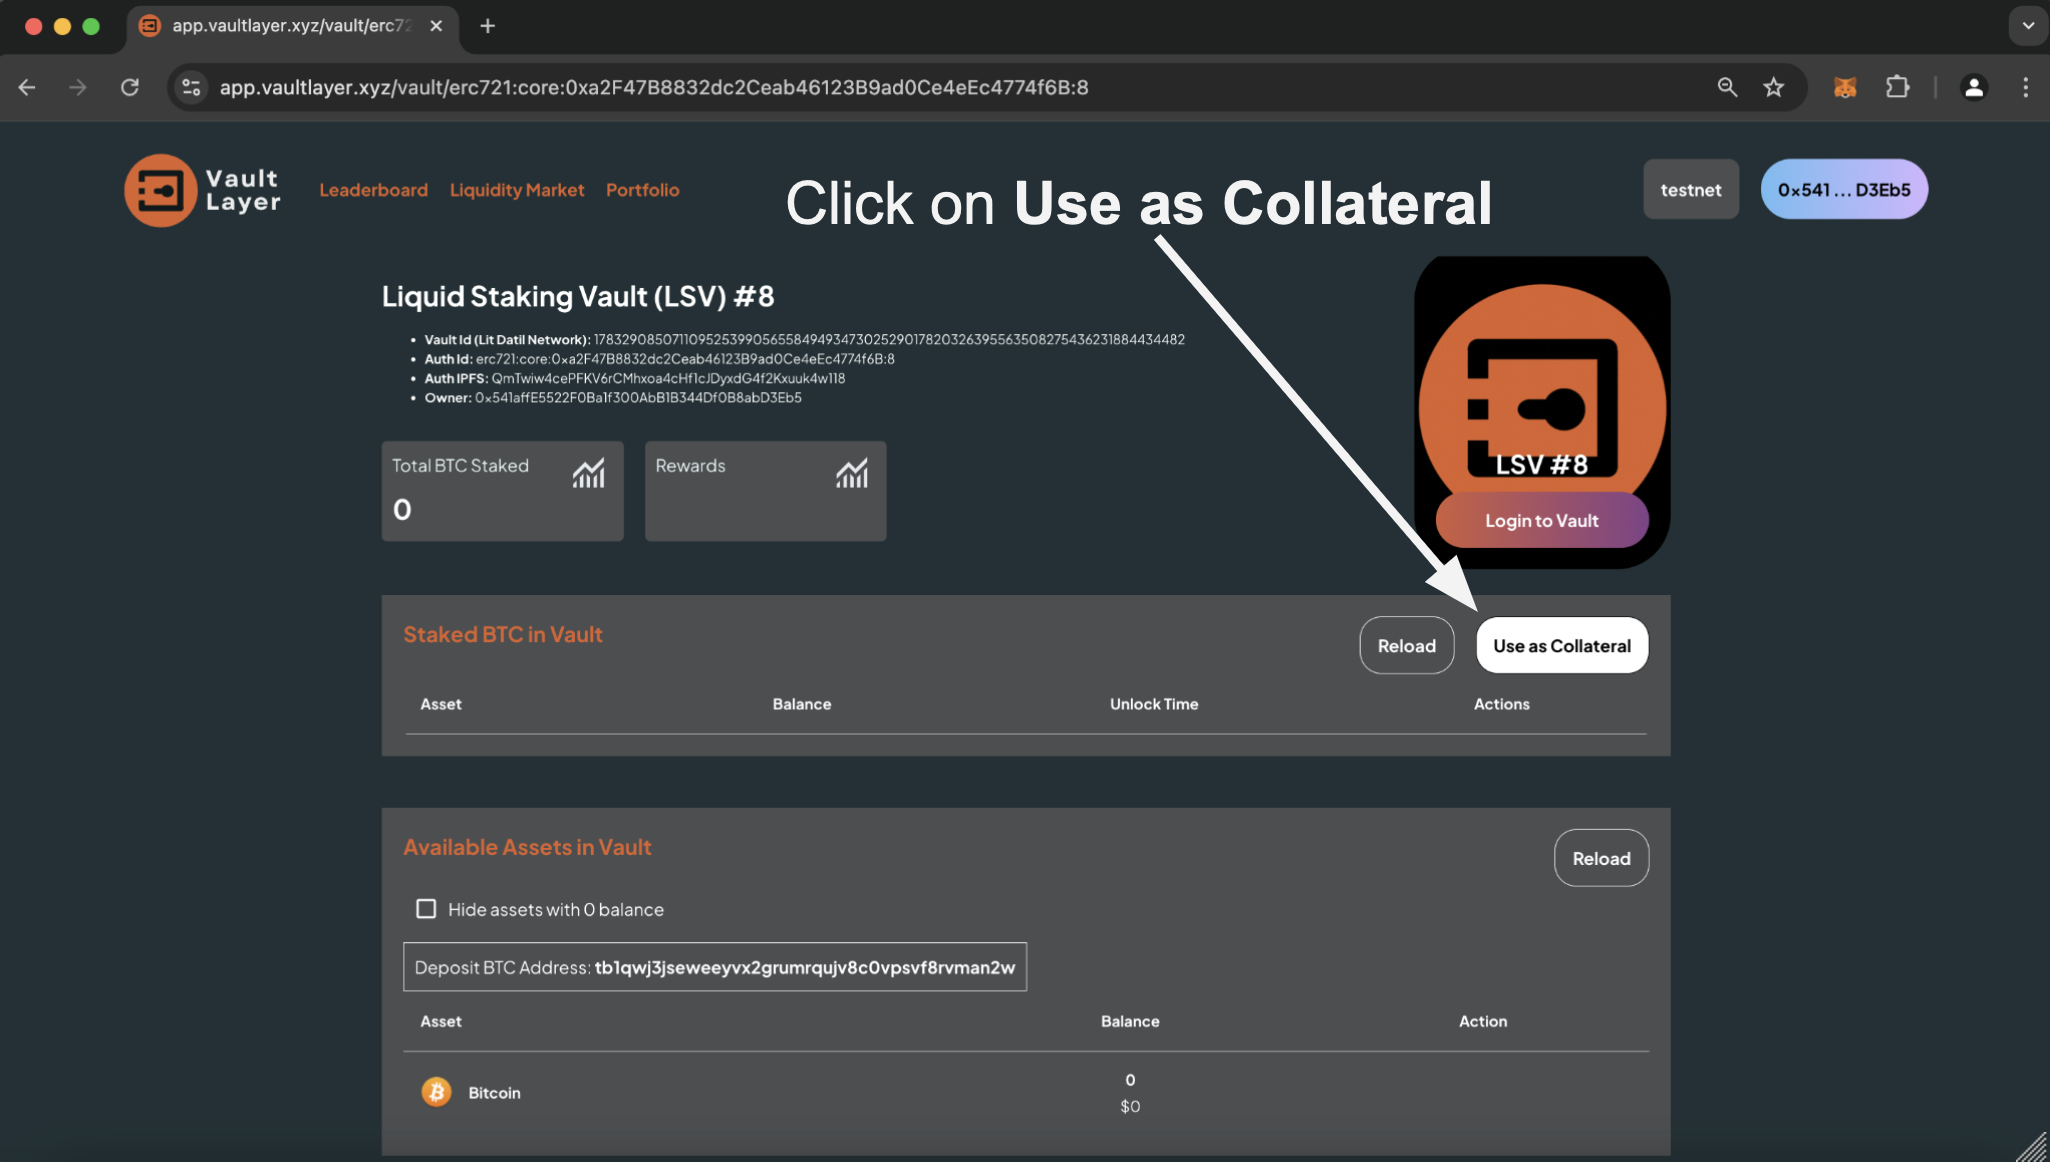 app.vaultlayer.xyz/vault/erc72
app.vaultlayer.xyz/vault/erc721:core:0xa2F47B8832dc2Ceab46123B9ad0Ce4eEc4774f6B:8
Vault
Layer
Leaderboard
Liquidity Market
Portfolio
Click on Use as Collateral
testnet
0x541 ... D3Eb5
Liquid Staking Vault (LSV) #8
• Vault Id (Lit Datil Network): 17832908507110952539905655849493473025290178203263955635082754362318844​34482
• Auth Id: erc721:core:0xa2F47B8832dc2Ceab46123B9ad0Ce4eEc4774f6B:8
• Auth IPFS: QmTwiw4cePFKV6rCMhxoa4cHf1cJDyxdG4f2Kxuuk4w118
• Owner: 0x541affE5522F0Ba1f300AbB1B344Df0B8abD3Eb5
LSV #8
Login to Vault
Total BTC Staked
0
Rewards
Staked BTC in Vault
Reload
Use as Collateral
Asset
Balance
Unlock Time
Actions
Available Assets in Vault
Reload
Hide assets with 0 balance
Deposit BTC Address: tb1qwj3jseweeyvx2grumrqujv8c0vpsvf8rvman2w
Asset
Balance
Action
Bitcoin
0
$0